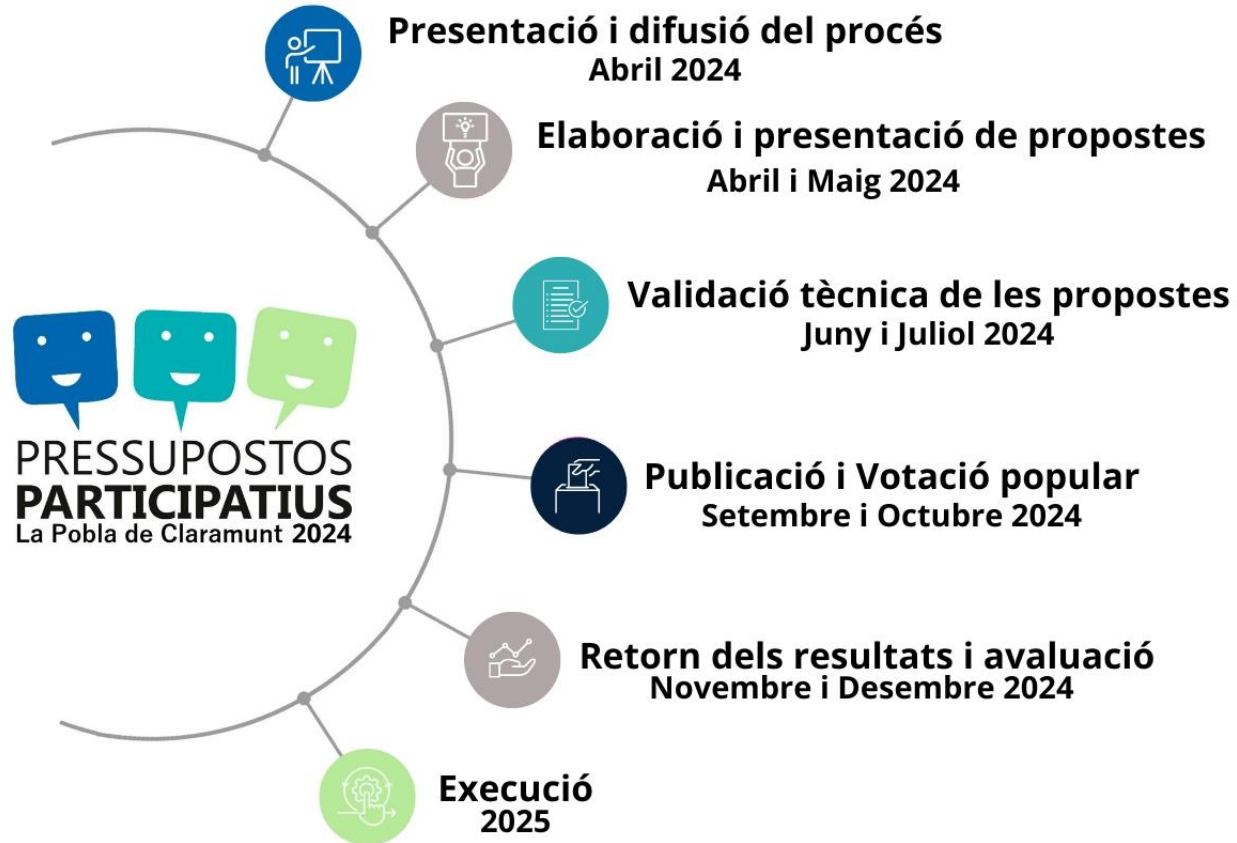 Presentació i difusió del procés
Abril 2024
Elaboració i presentació de propostes
Abril i Maig 2024
Validació tècnica de les propostes
Juny i Juliol 2024
PRESSUPOSTOS
PARTICIPATIUS
La Pobla de Claramunt 2024
Publicació i Votació popular
Setembre i Octubre 2024
Retorn dels resultats i avaluació
Novembre i Desembre 2024
Execució
2025